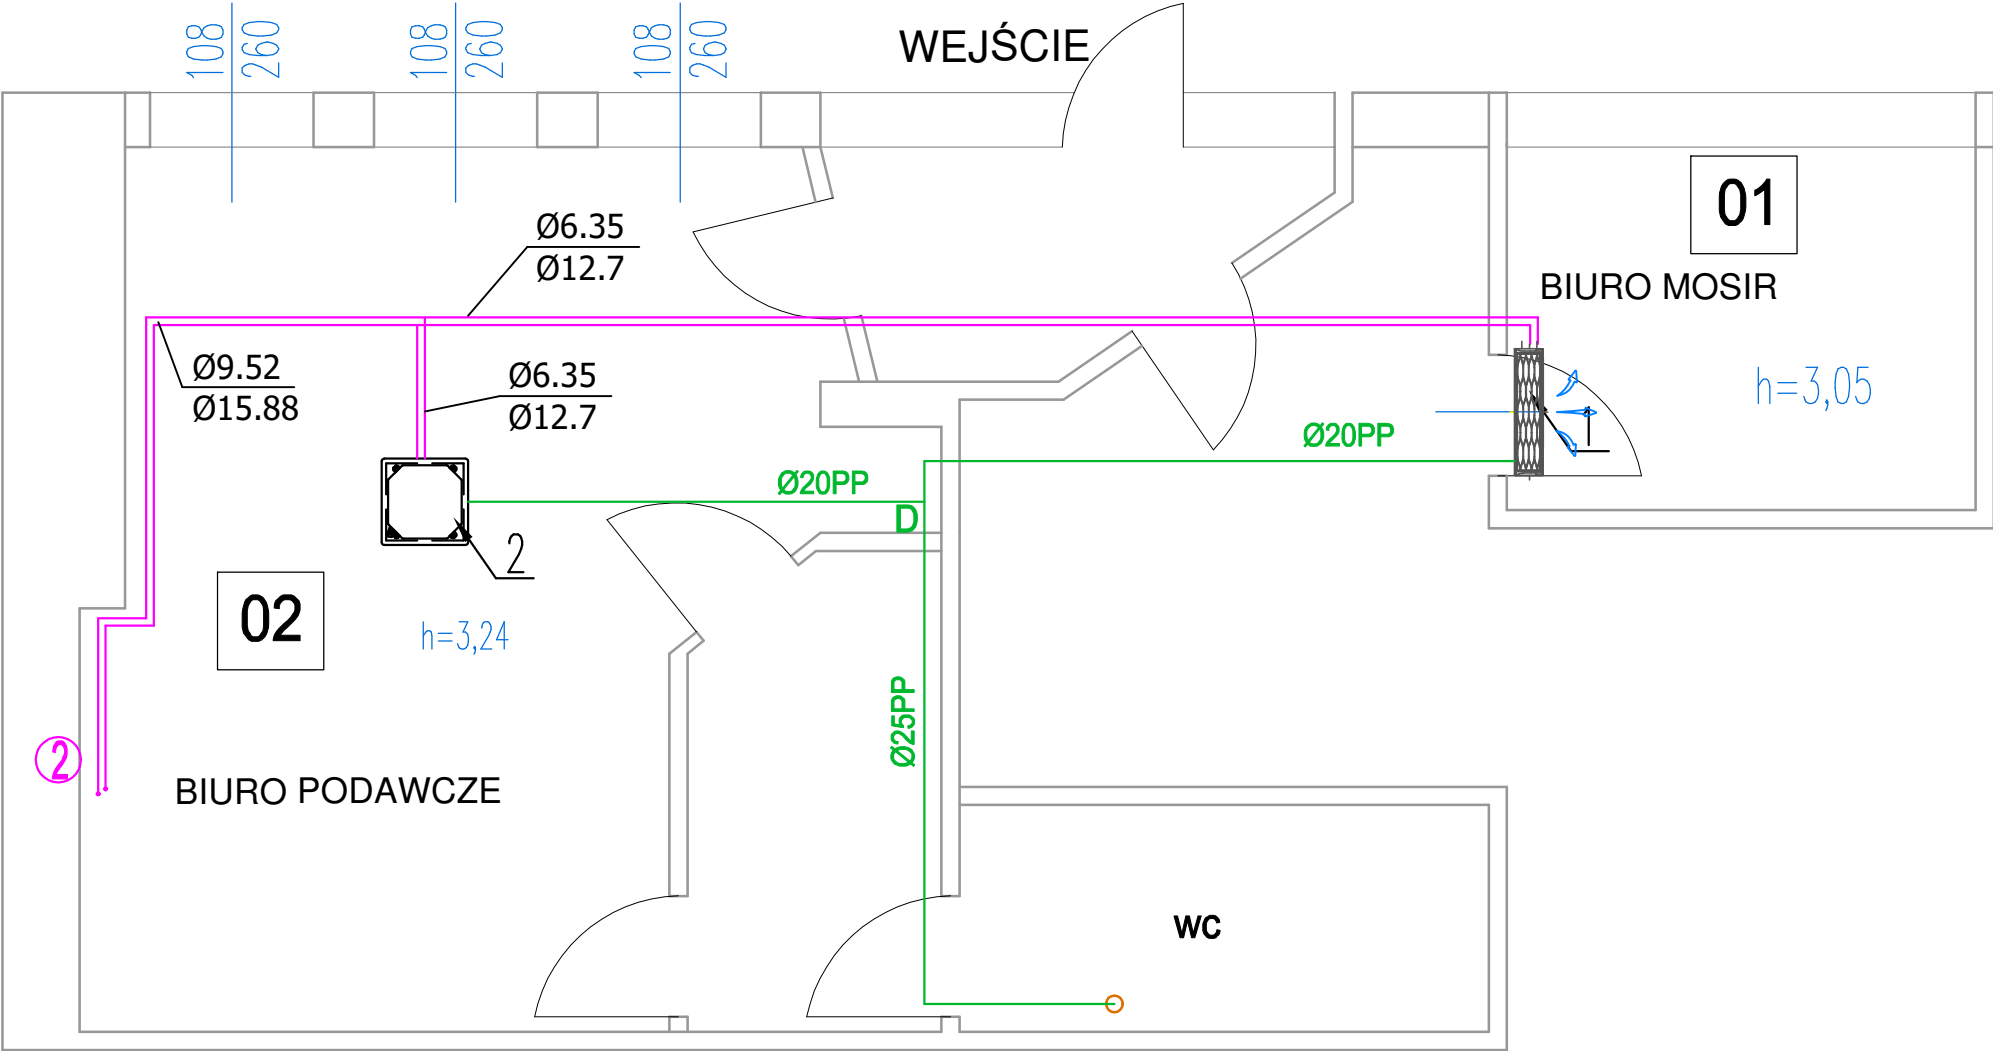 108
260
108
260
108
260
WEJŚCIE
01
BIURO MOSIR
h=3,05
Ø6.35
Ø12.7
Ø9.52
Ø15.88
Ø6.35
Ø12.7
1
Ø20PP
Ø20PP
D
2
02
h=3,24
Ø25PP
2
BIURO PODAWCZE
WC